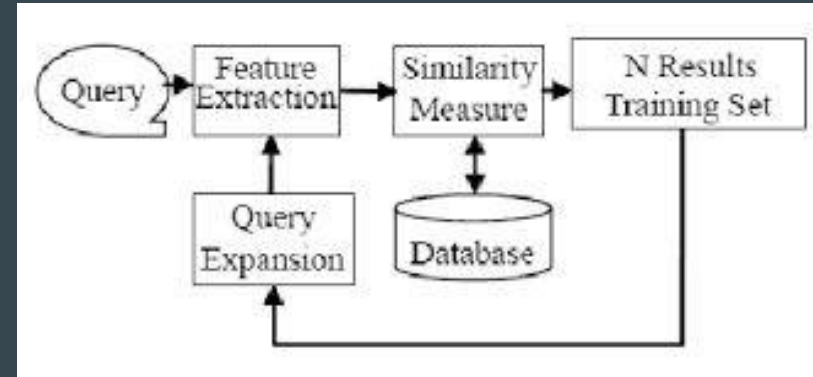 Query
Feature
Extraction
Similarity
Measure
N Results
Training Set
Query
Expansion
Database